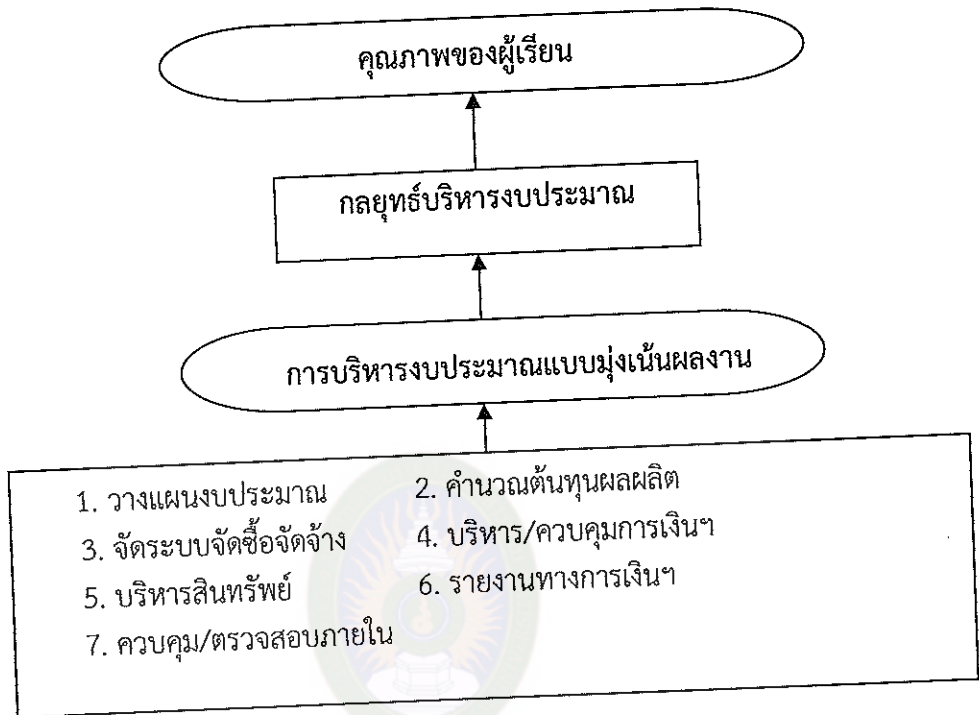 คุณภาพของผู้เรียน
กลยุทธ์บริหารงบประมาณ
การบริหารงบประมาณแบบมุ่งเน้นผลงาน
1. วางแผนงบประมาณ 2. คำนวณต้นทุนผลผลิต
3. จัดระบบจัดซื้อจัดจ้าง 4. บริหาร/ควบคุมการเงินฯ
5. บริหารสินทรัพย์ 6. รายงานทางการเงินฯ
7. ควบคุม/ตรวจสอบภายใน